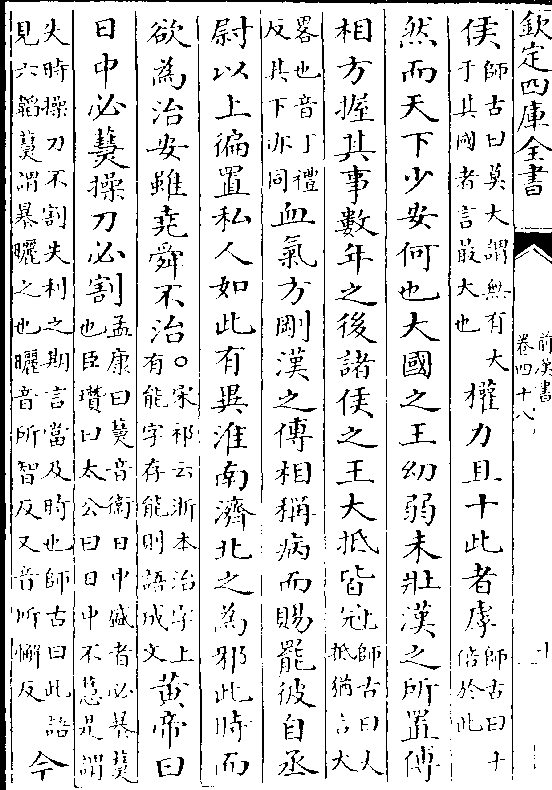 欽定四庫全書
前漢書
卷四十八
十一
侯師古曰莫大謂無有大于其國者言最大也權力且十此者虖師古曰十倍於此
然而天下少安何也大國之王幼弱未壯漢之所置傅
相方握其事數年之後諸侯之王大抵皆冠師古曰大抵猶言大
畧也音丁禮反其下亦同血氣方剛漢之傅相稱病而賜罷彼自丞
尉以上徧置私人如此有異淮南濟北之為邪此時而
欲為治安雖堯舜不治○宋祁云浙本治字上有能字存能則語成文黄帝曰
日中必䕮操刀必割孟康曰䕮音衞日中盛者必暴䕮也臣瓚曰太公曰日中不䕮是謂
失時操刀不割失利之期言當及時也師古曰此語見六韜䕮謂暴曬之也曬音所智反又音所懈反今